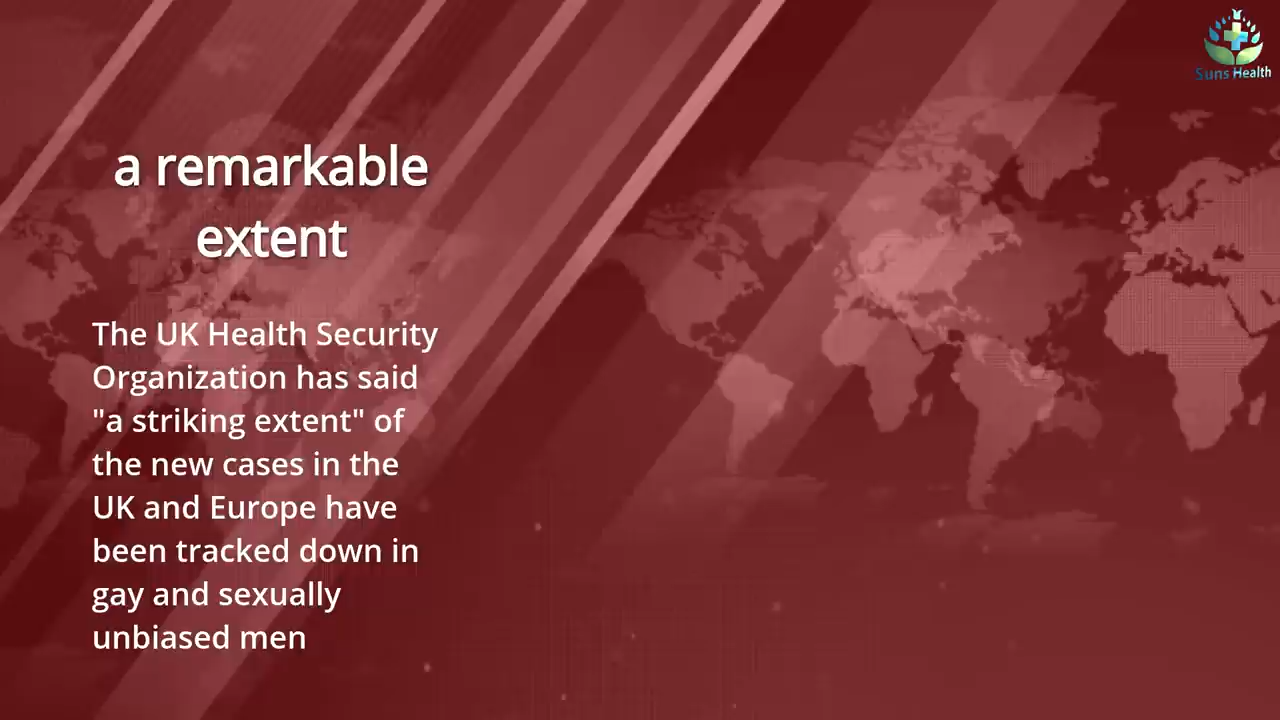 Suns Health
a remarkable
extent
The UK Health Security
Organization has said
"a striking extent" of
the new cases in the
UK and Europe have
been tracked down in
gay and sexually
unbiased men